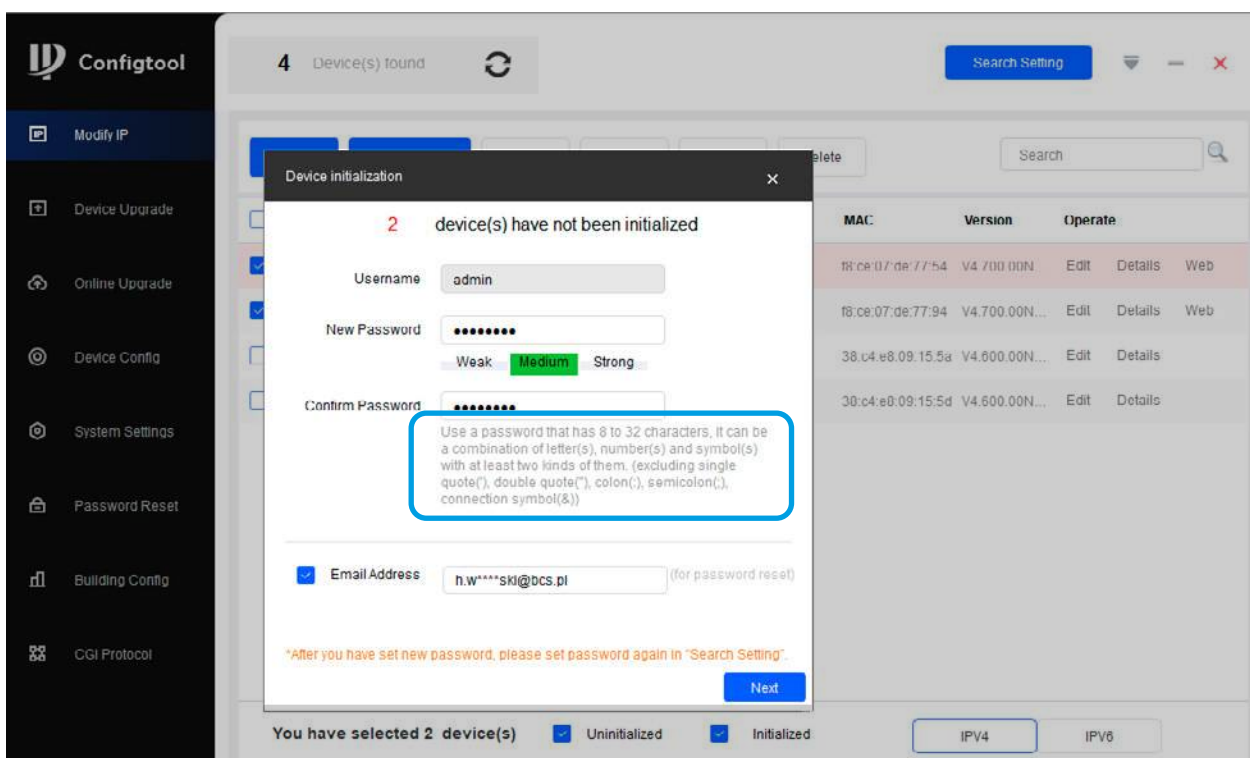 Configtool
4 Device(s) found
Search Setting
Modify IP
Device Upgrade
Online Upgrade
Device Config
System Settings
Password Reset
Building Config
CGI Protocol
Search
MAC Version Operate
f8:ce:07:de:77:54 V4.700.00N... Edit Details Web
f8:ce:07:de:77:94 V4.700.00N... Edit Details Web
38:c4:e8:09:15:5a V4.600.00N... Edit Details
38:c4:e8:09:15:5d V4.600.00N... Edit Details
Device initialization
2 device(s) have not been initialized
Username admin
New Password ●●●●●●●●
Weak Medium Strong
Confirm Password ●●●●●●●●
Use a password that has 8 to 32 characters, It can be
a combination of letter(s), number(s) and symbol(s)
with at least two kinds of them. (excluding single
quote('), double quote("), colon(:), semicolon(;),
connection symbol(&))
Email Address h.w****ski@bcs.pl (for password reset)
*After you have set new password, please set password again in "Search Setting".
Next
You have selected 2 device(s) Uninitialized Initialized
IPV4 IPV6